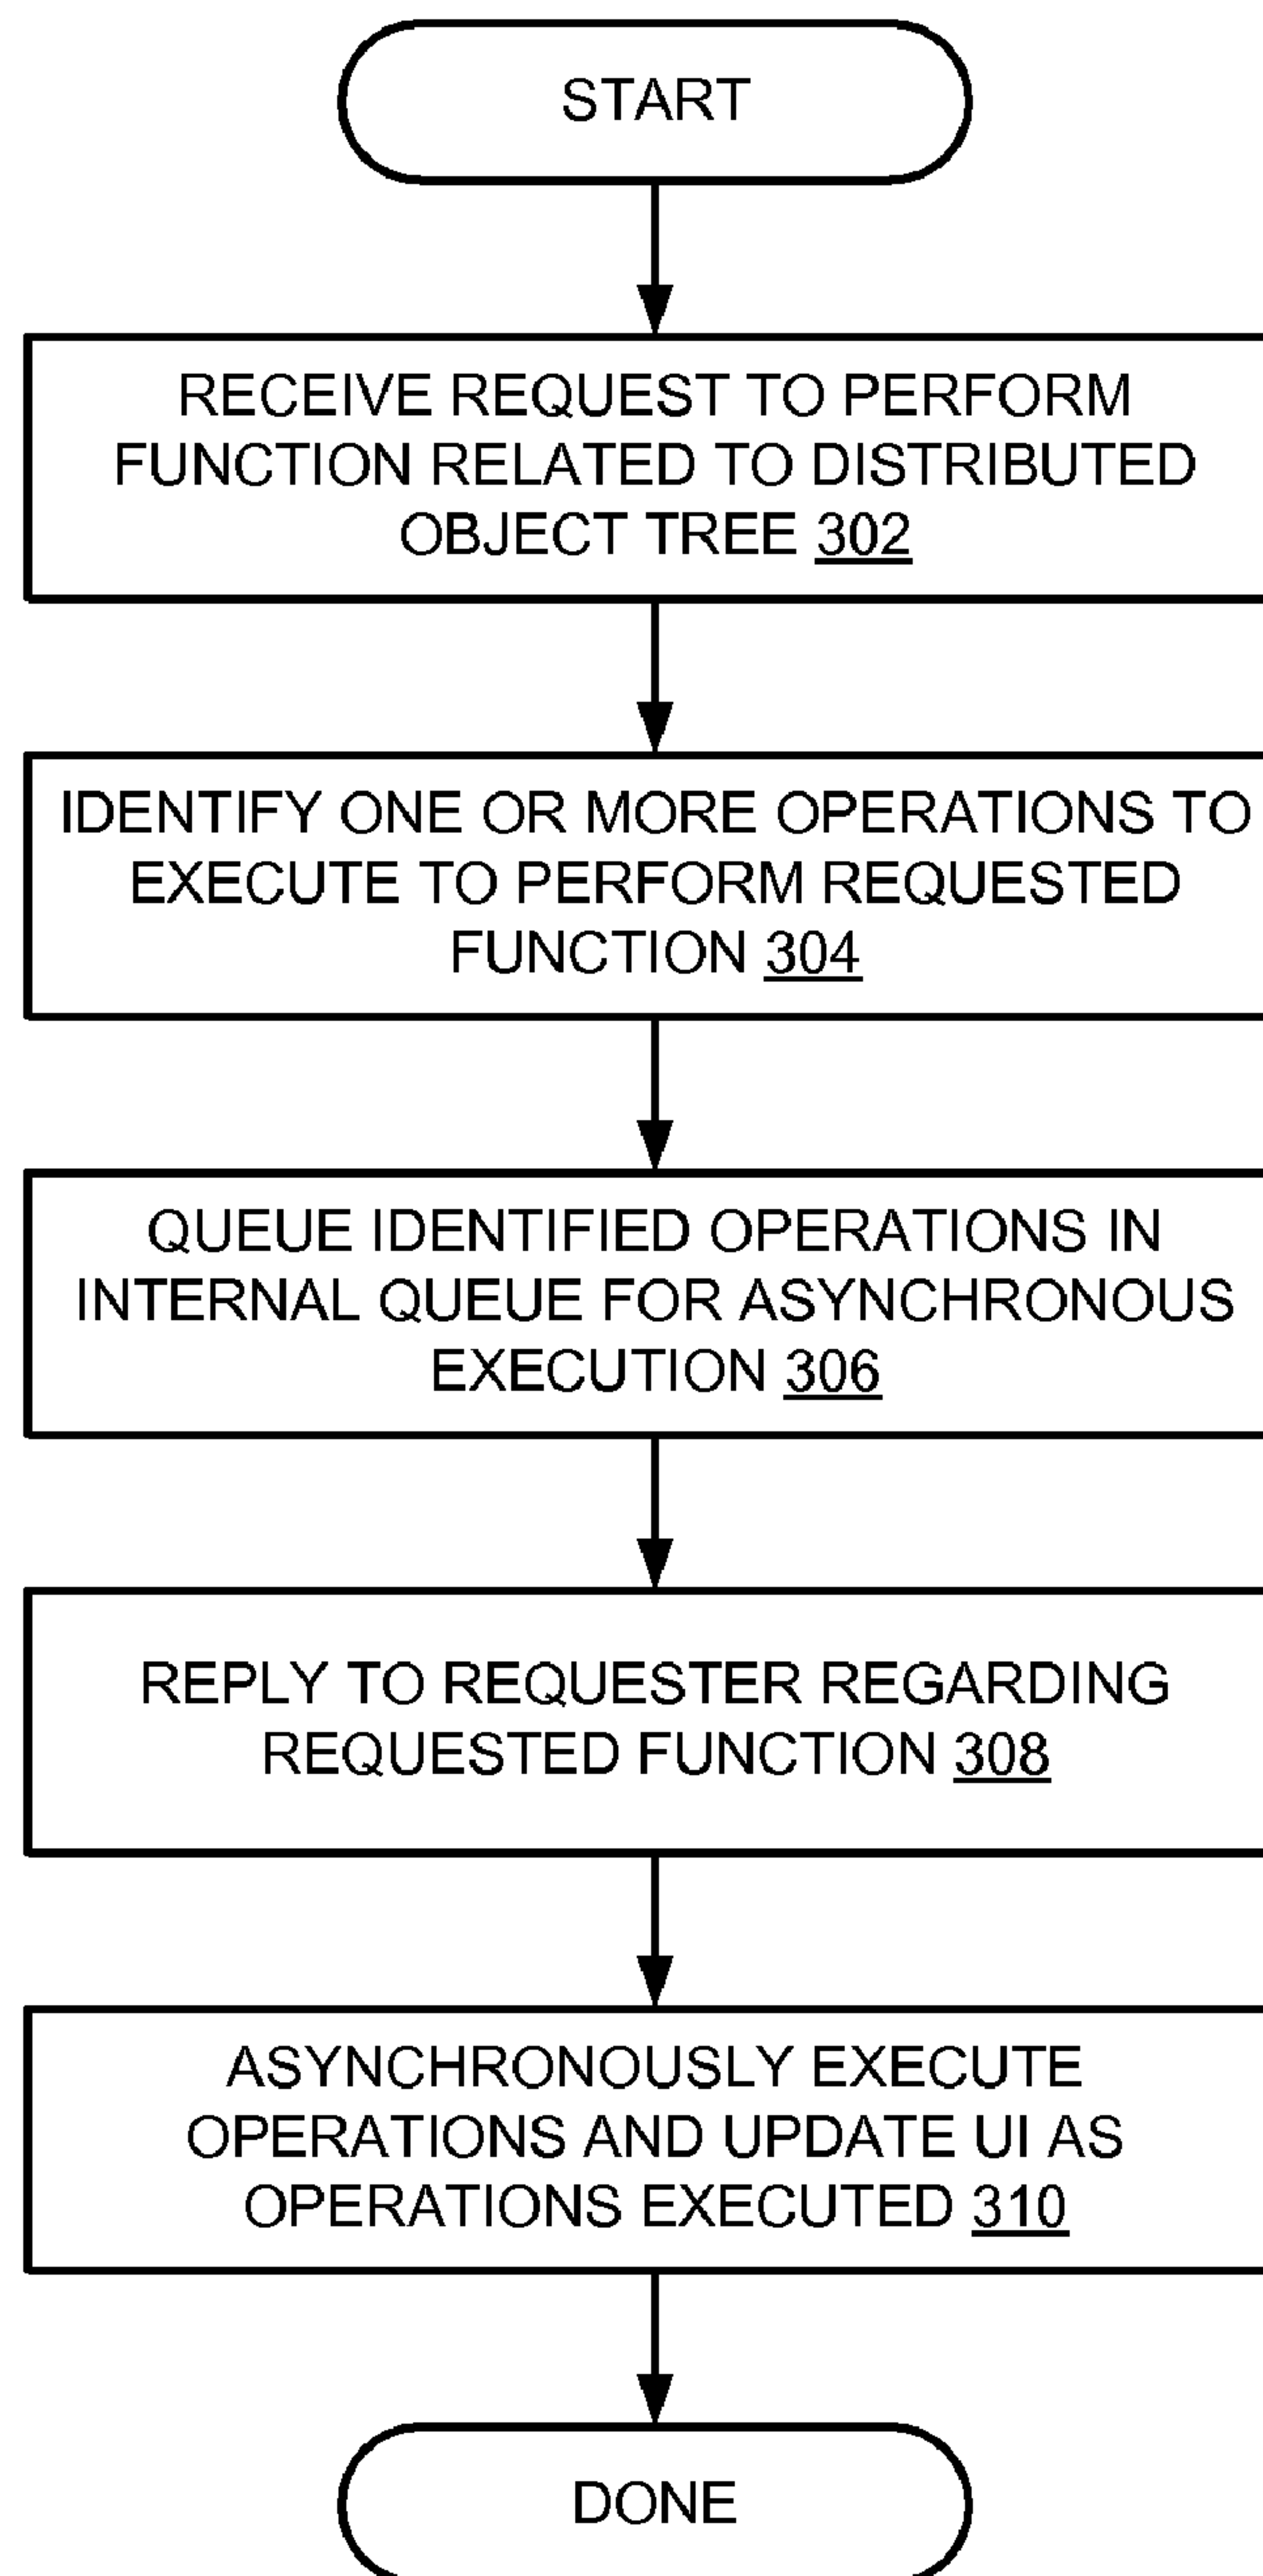 START
RECEIVE REQUEST TO PERFORM
FUNCTION RELATED TO DISTRIBUTED
OBJECT TREE 302
IDENTIFY ONE OR MORE OPERATIONS TO
EXECUTE TO PERFORM REQUESTED
FUNCTION 304
QUEUE IDENTIFIED OPERATIONS IN
INTERNAL QUEUE FOR ASYNCHRONOUS
EXECUTION 306
REPLY TO REQUESTER REGARDING
REQUESTED FUNCTION 308
ASYNCHRONOUSLY EXECUTE
OPERATIONS AND UPDATE UI AS
OPERATIONS EXECUTED 310
DONE